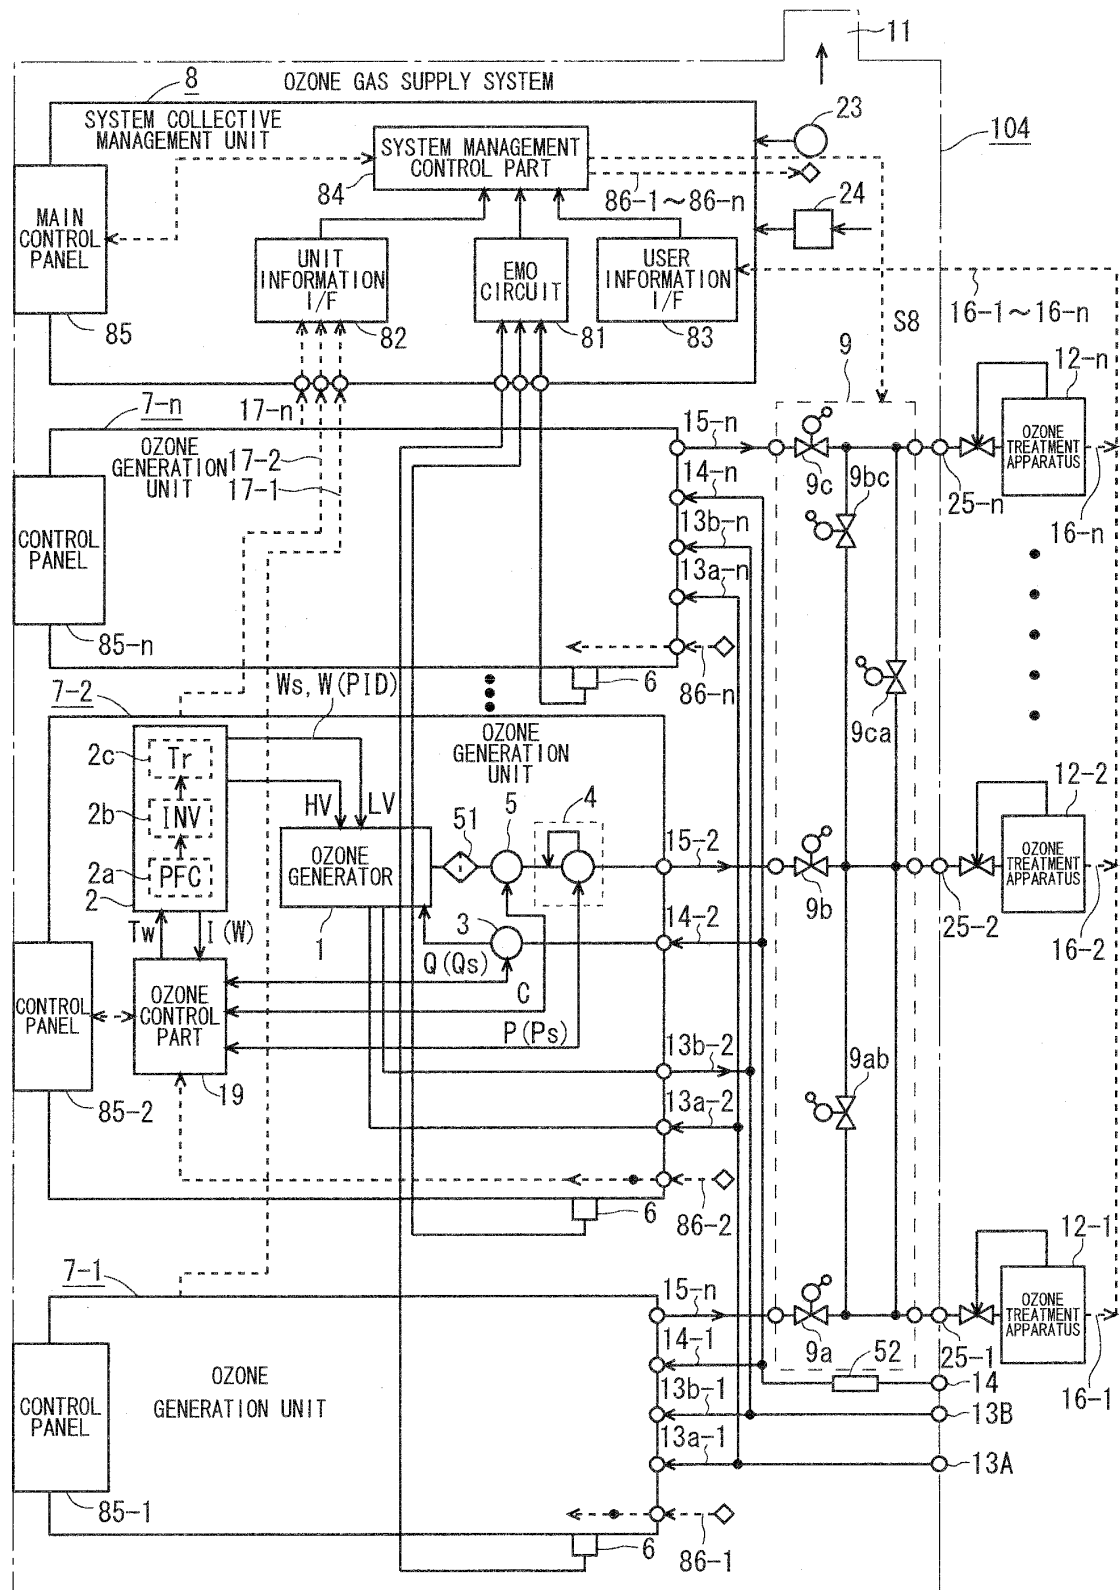 11
OZONE GAS SUPPLY SYSTEM
8
SYSTEM COLLECTIVE
MANAGEMENT UNIT
23
104
SYSTEM MANAGEMENT
CONTROL PART
84
86-1～86-n
24
MAIN
CONTROL
PANEL
85
UNIT
INFORMATION
I/F
82
EMO
CIRCUIT
81
USER
INFORMATION
I/F
83
16-1～16-n
S8
9
12-n
7-n
17-n
OZONE
GENERATION
UNIT
17-2
17-1
15-n
14-n
13b-n
13a-n
9c
9bc
25-n
OZONE
TREATMENT
APPARATUS
16-n
CONTROL
PANEL
85-n
6
86-n
9ca
7-2
Ws, W(PID)
OZONE
GENERATION
UNIT
2c
Tr
2b
INV
2a
PFC
2
HV
LV
OZONE
GENERATOR
1
51
5
4
15-2
9b
12-2
OZONE
TREATMENT
APPARATUS
25-2
16-2
Tw
I(W)
3
14-2
Q(Qs)
C
P(Ps)
CONTROL
PANEL
85-2
OZONE
CONTROL
PART
19
13b-2
13a-2
9ab
6
86-2
7-1
15-n
14-1
13b-1
13a-1
9a
52
12-1
OZONE
TREATMENT
APPARATUS
25-1
16-1
14
13B
13A
OZONE
GENERATION UNIT
CONTROL
PANEL
85-1
6
86-1